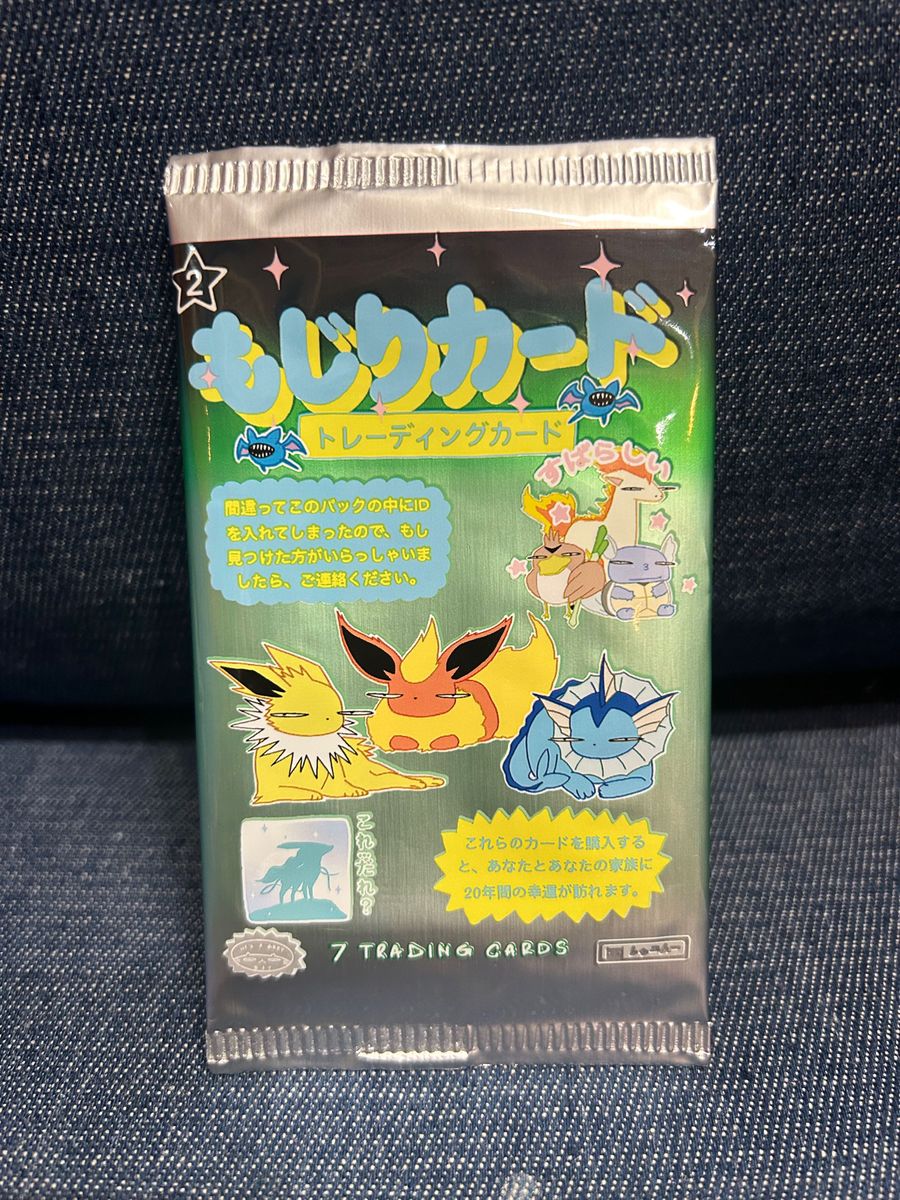 2
もじりカード
トレーディングカード
すばらしい
間違ってこのパックの中にID
を入れてしまったので、もし
見つけた方がいらっしゃいま
したら、ご連絡ください。
これはだれ?
これらのカードを購入する
と、あなたとあなたの家族に
20年間の幸運が訪れます。
7 TRADING CARDS